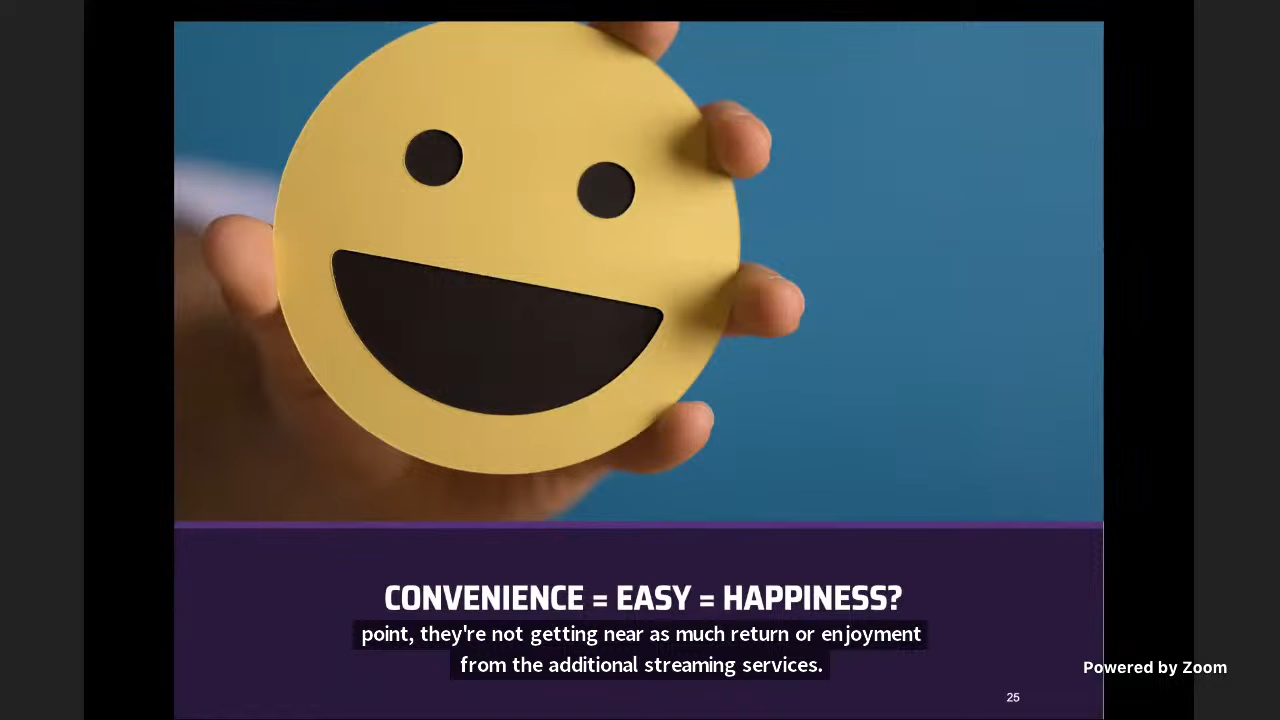 CONVENIENCE = EASY = HAPPINESS?
point, they're not getting near as much return or enjoyment
from the additional streaming services.
Powered by Zoom
25